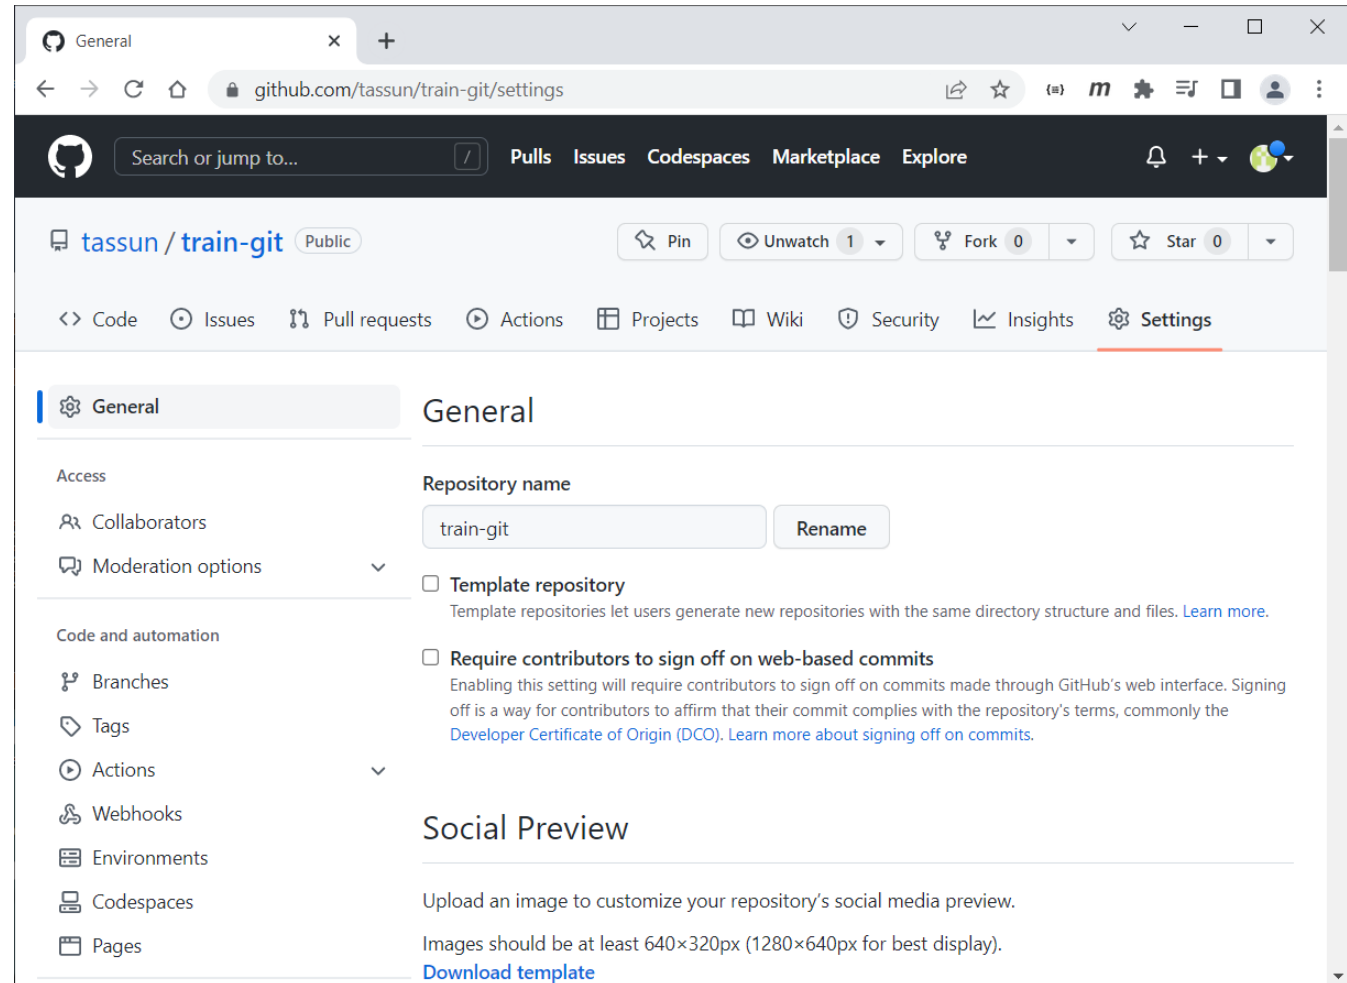 General
github.com/tassun/train-git/settings
{≡} m
Search or jump to... / Pulls Issues Codespaces Marketplace Explore
tassun / train-git Public Pin Unwatch 1 Fork 0 Star 0
Code Issues Pull requests Actions Projects Wiki Security Insights Settings
General
Access
Collaborators
Moderation options
Code and automation
Branches
Tags
Actions
Webhooks
Environments
Codespaces
Pages
General
Repository name
train-git Rename
Template repository
Template repositories let users generate new repositories with the same directory structure and files. Learn more.
Require contributors to sign off on web-based commits
Enabling this setting will require contributors to sign off on commits made through GitHub's web interface. Signing
off is a way for contributors to affirm that their commit complies with the repository's terms, commonly the
Developer Certificate of Origin (DCO). Learn more about signing off on commits.
Social Preview
Upload an image to customize your repository's social media preview.
Images should be at least 640×320px (1280×640px for best display).
Download template